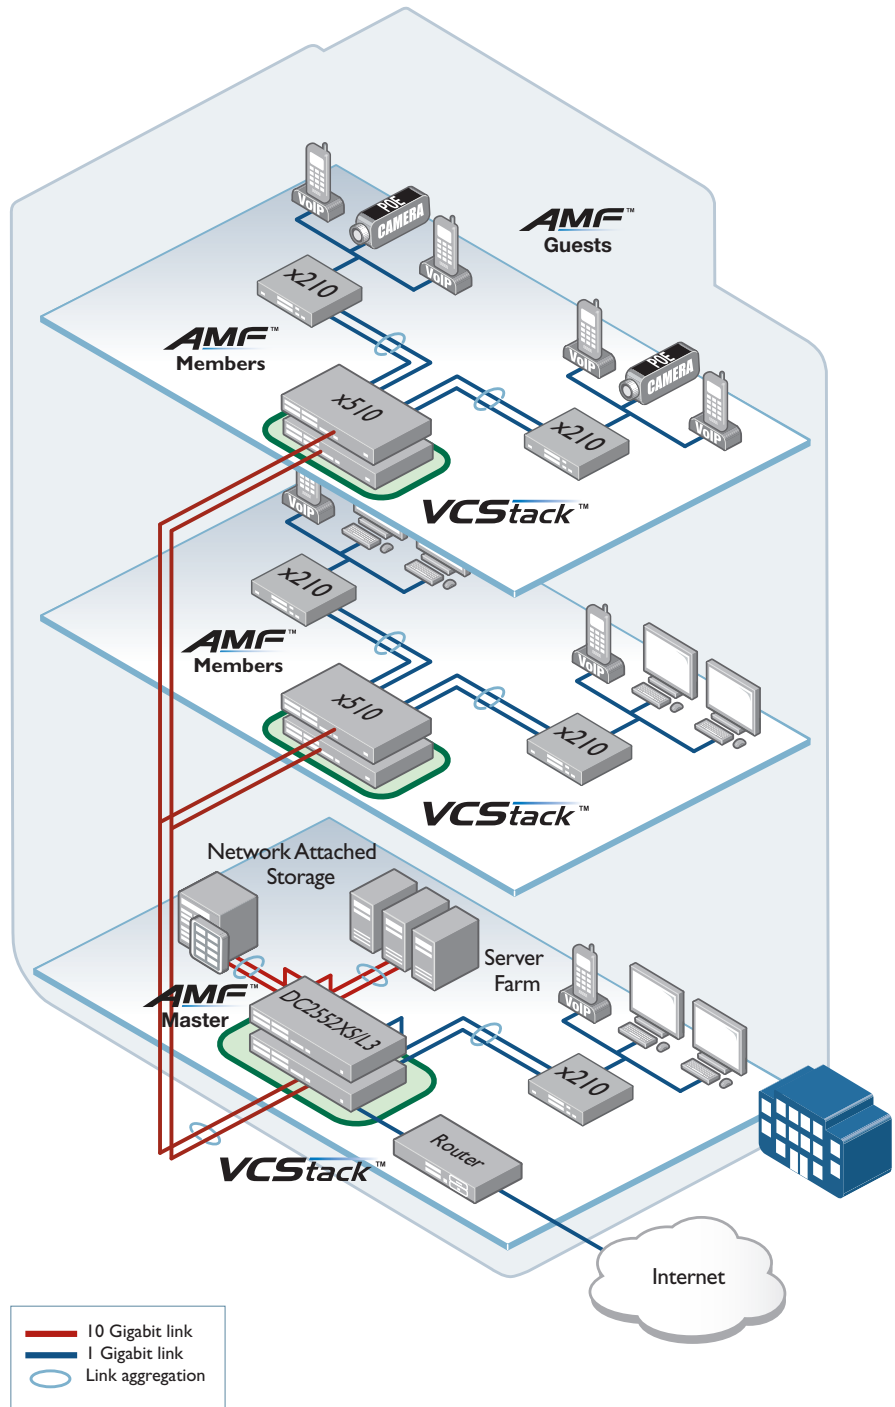 VoIP
POE
CAMERA
VoIP
AMF™
Guests
x210
VoIP
POE
CAMERA
VoIP
AMF™
Members
x510
x210
VCStack™
VoIP
x210
AMF™
Members
VoIP
x510
x210
VCStack™
Network Attached
Storage
Server
Farm
AMF™
Master
DC2552XS/L3
VoIP
x210
Router
VCStack™
Internet
10 Gigabit link
1 Gigabit link
Link aggregation